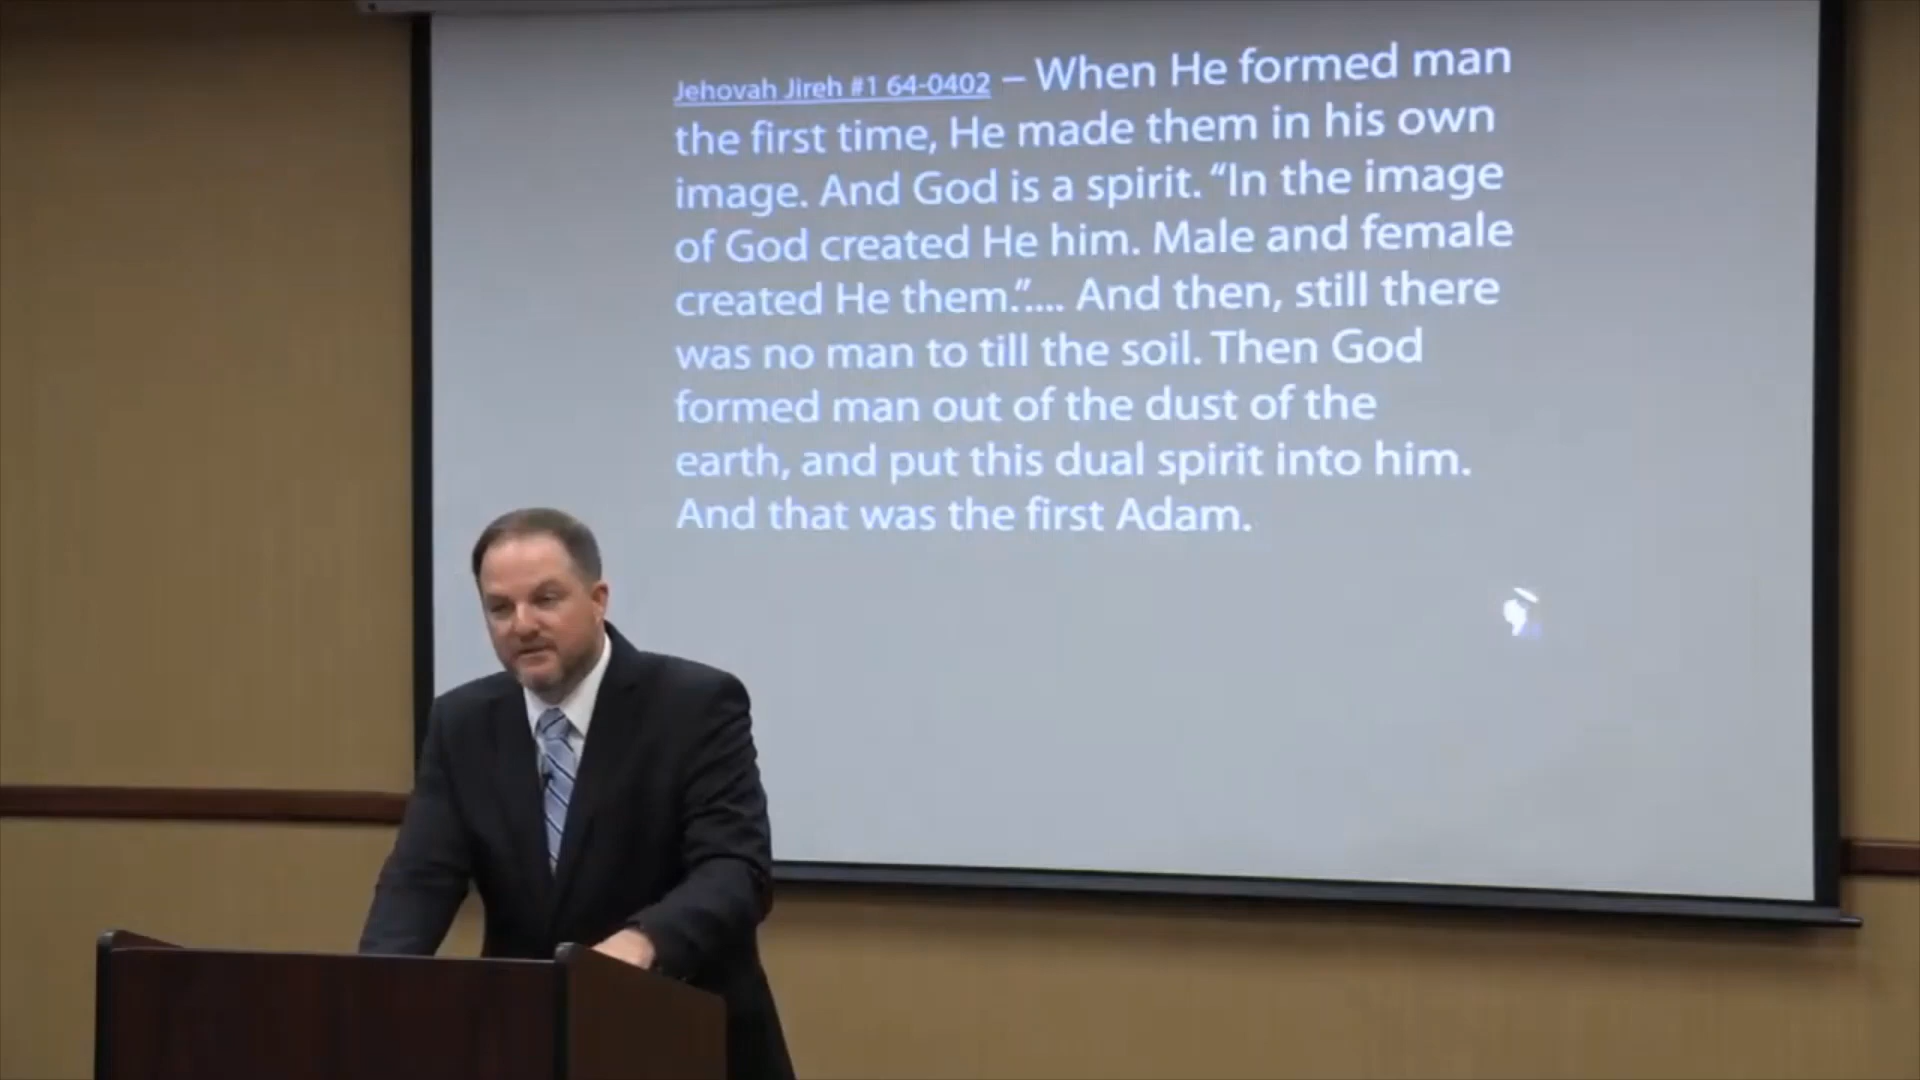 Jehovah Jireh #1 64-0402 – When He formed man
the first time, He made them in his own
image. And God is a spirit. “In the image
of God created He him. Male and female
created He them.”.... And then, still there
was no man to till the soil. Then God
formed man out of the dust of the
earth, and put this dual spirit into him.
And that was the first Adam.